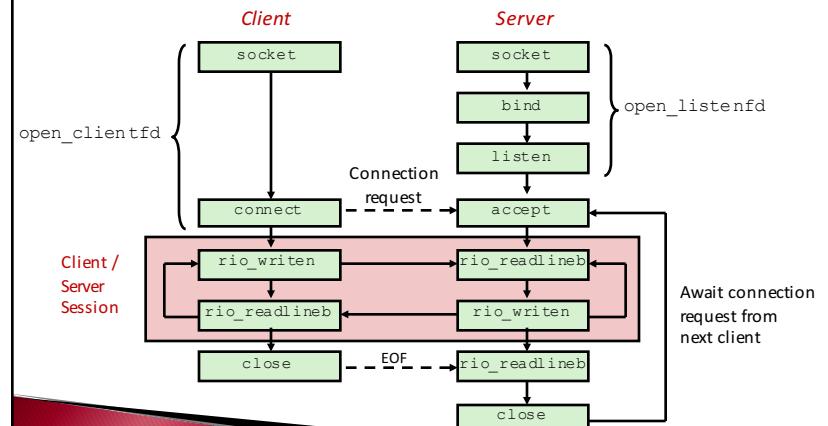 Client
Server
socket
socket
bind
open_listenfd
open_clientfd
listen
Connection
request
connect
accept
Client /
Server
Session
rio_writen
rio_readlineb
rio_readlineb
rio_writen
Await connection
request from
next client
close
EOF
rio_readlineb
close